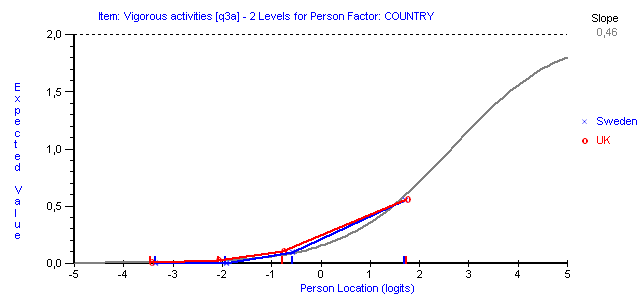 Item: Vigorous activities [q3a] - 2 Levels for Person Factor: COUNTRY
Slope
0,46
2,0
1,0
0,5
0,0
Expected Value
Sweden
UK
-5 -4 -3 -2 -1 0 1 2 3 4 5
Person Location (logits)